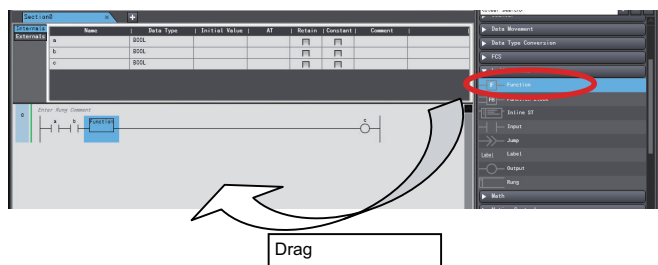 Section0 x +
Internals
Externals
Name | Data Type | Initial Value | AT | Retain | Constant | Comment
a BOOL
b BOOL
c BOOL
0 Enter Rung Comment
a b Function c
Data Movement
Data Type Conversion
FCS
F Function
FB
Inline ST
Input
Jump
Label Label
Output
Rung
Math
Drag